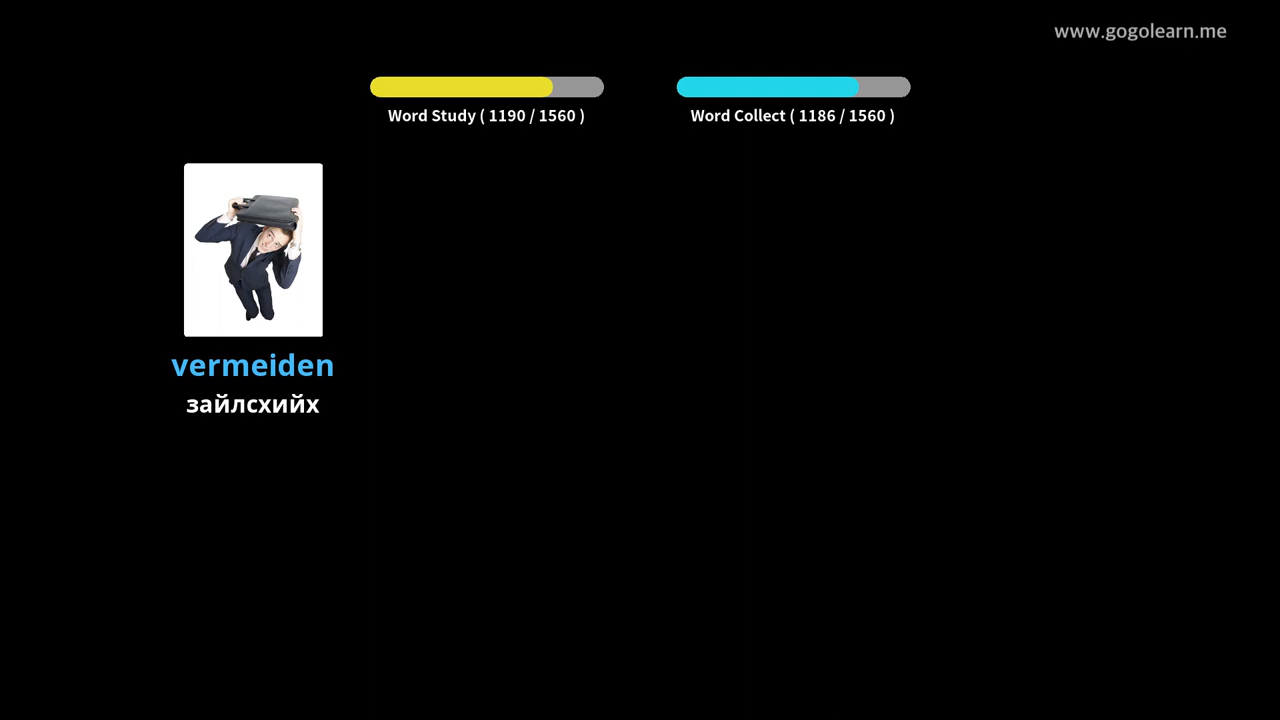 www.gogolearn.me
Word Study ( 1190 / 1560 )
Word Collect ( 1186 / 1560 )
vermeiden
зайлсхийх